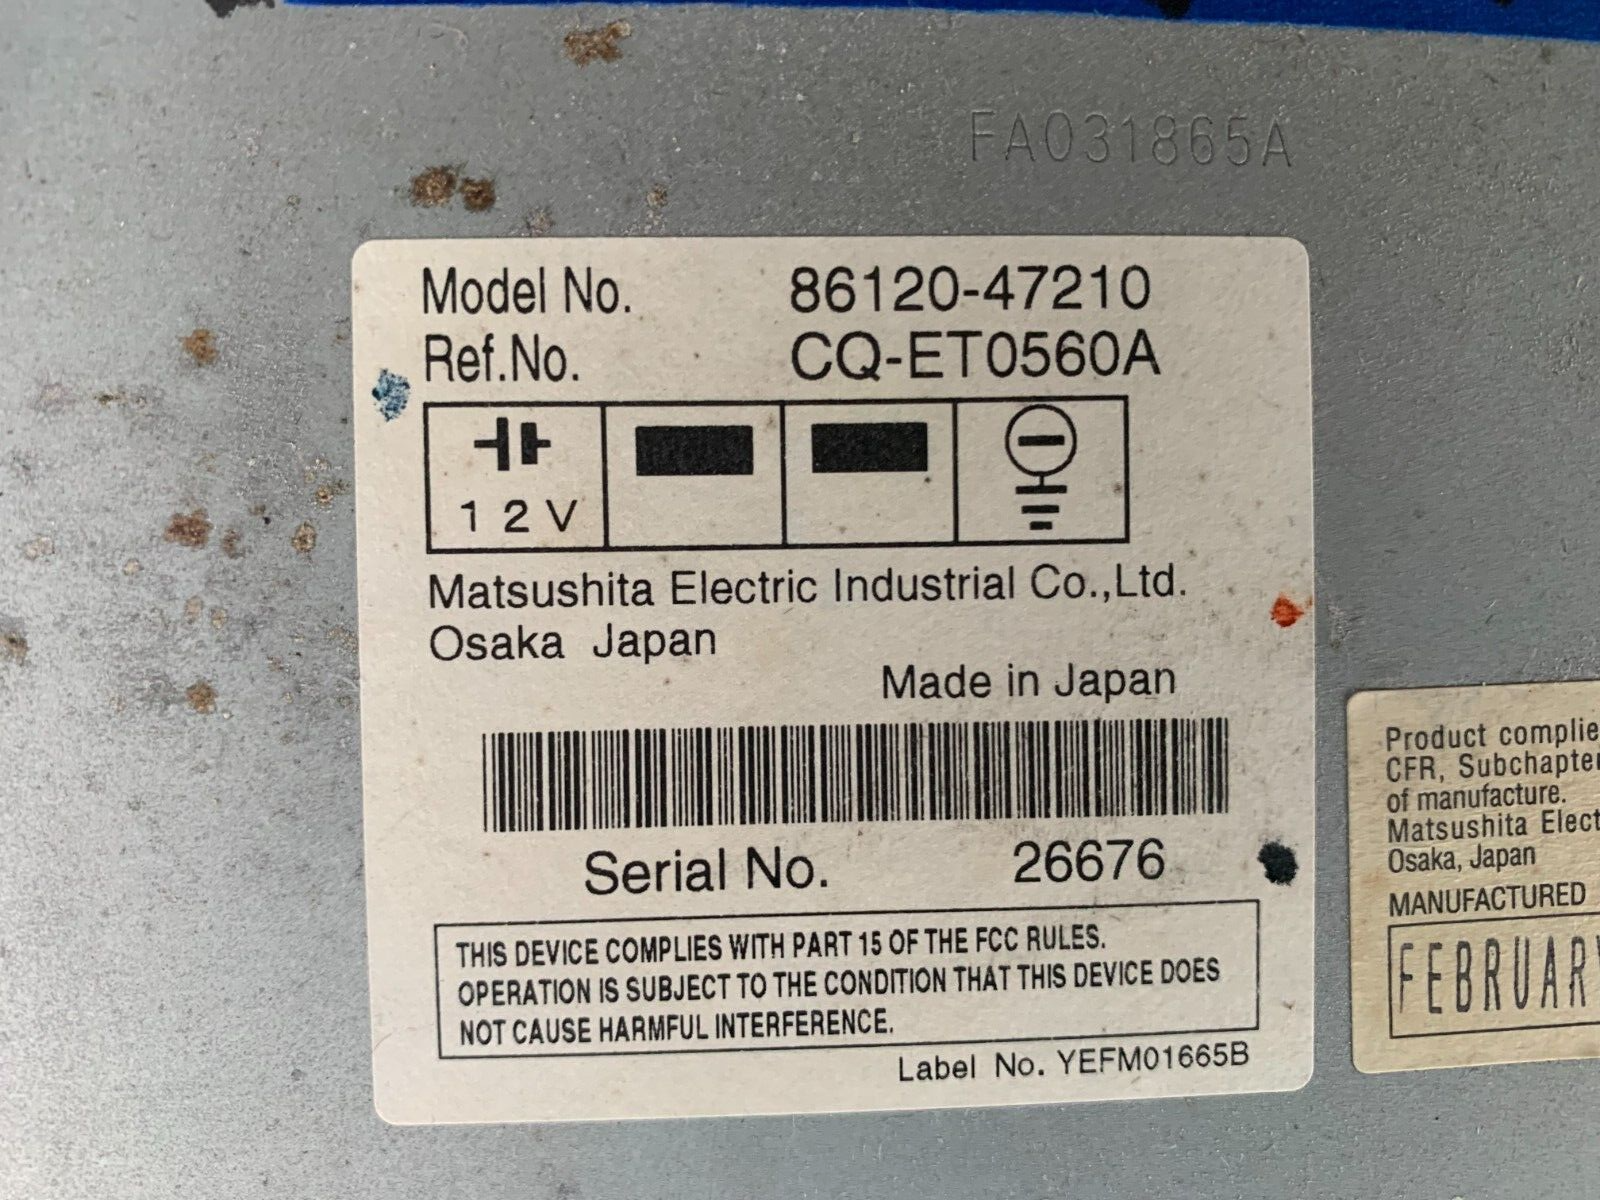 FA031865A
Model No. 86120-47210
Ref.No. CQ-ET0560A
12V
Matsushita Electric Industrial Co.,Ltd.
Osaka Japan
Made in Japan
Serial No. 26676
THIS DEVICE COMPLIES WITH PART 15 OF THE FCC RULES.
OPERATION IS SUBJECT TO THE CONDITION THAT THIS DEVICE DOES
NOT CAUSE HARMFUL INTERFERENCE.
Label No. YEFM01665B
Product
CFR, Subchapter
of manufacture.
Matsushita
Osaka, Japan
MANUFACTURED
FEBRUARY